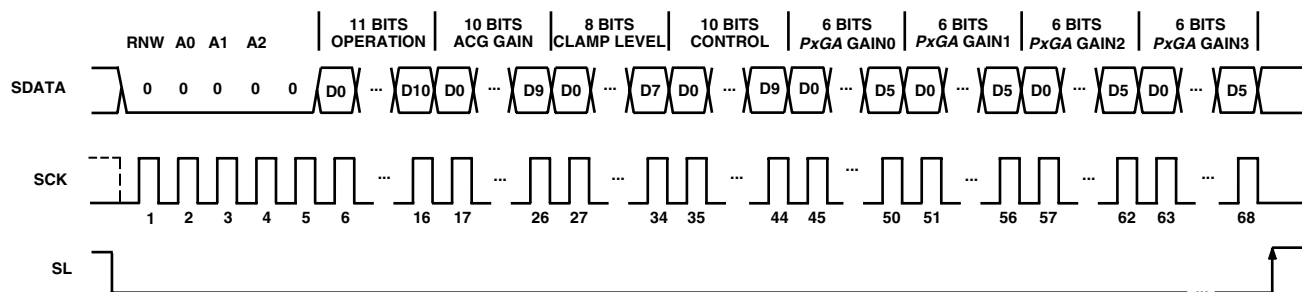 11 BITS
OPERATION
10 BITS
ACG GAIN
8 BITS
CLAMP LEVEL
10 BITS
CONTROL
6 BITS
PxGA GAIN0
6 BITS
PxGA GAIN1
6 BITS
PxGA GAIN2
6 BITS
PxGA GAIN3
RNW A0 A1 A2
SDATA 0 0 0 0 0 D0 ... D10 D0 ... D9 D0 ... D7 D0 ... D9 D0 ... D5 D0 ... D5 D0 ... D5 D0 ... D5
SCK ... ... ... ... ... ... ... ...
1 2 3 4 5 6 16 17 26 27 34 35 44 45 50 51 56 57 62 63 68
SL